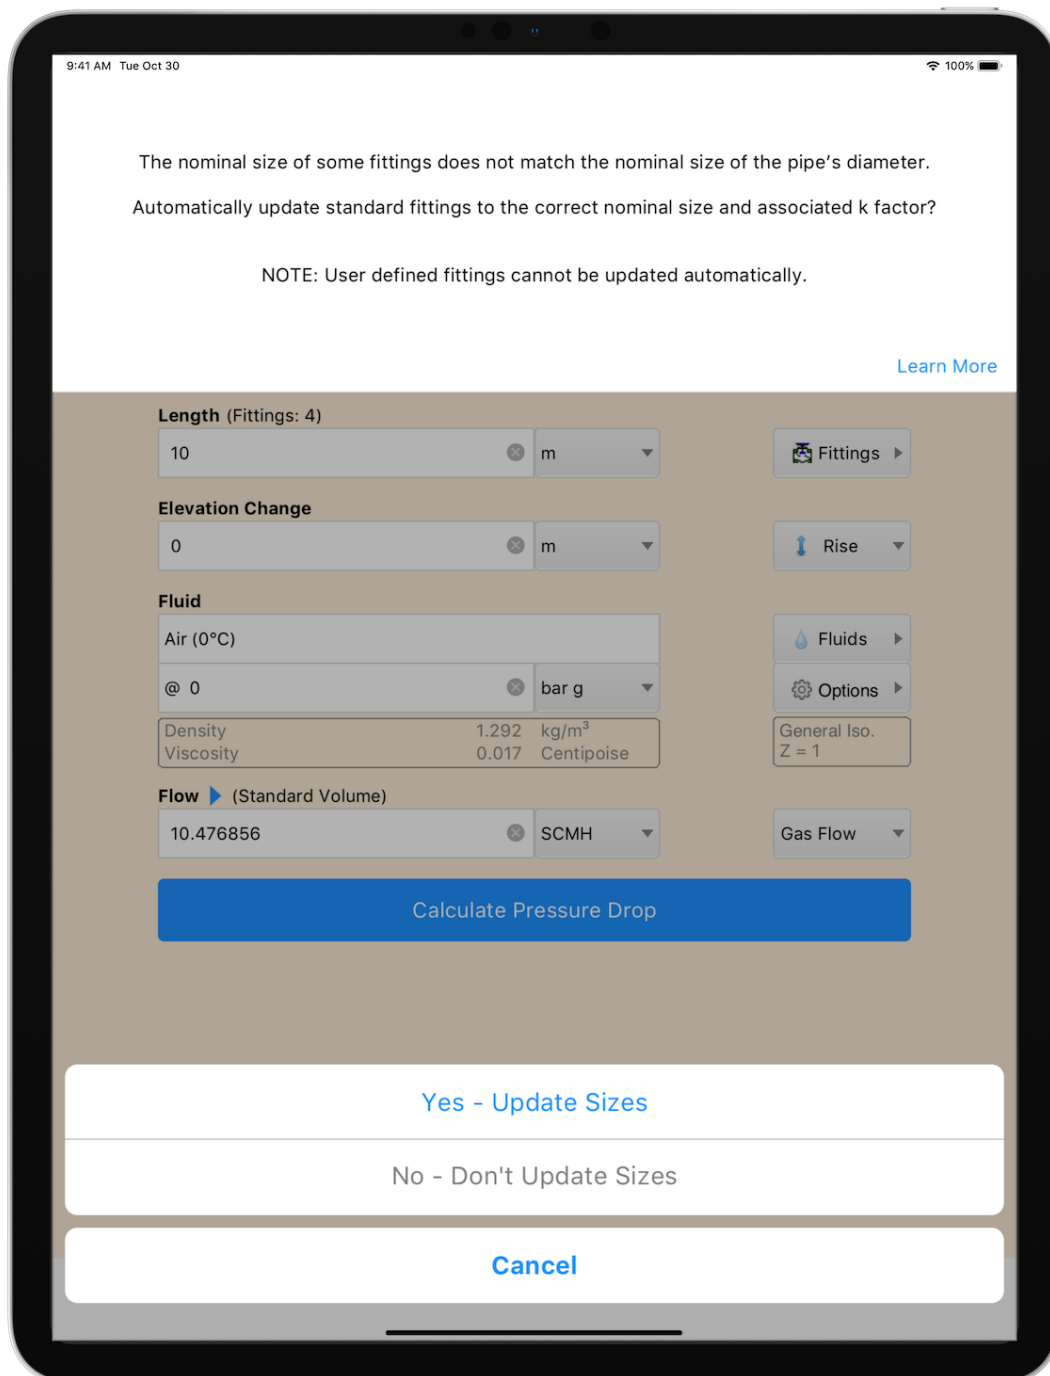 9:41 AM Tue Oct 30
100%
The nominal size of some fittings does not match the nominal size of the pipe’s diameter.
Automatically update standard fittings to the correct nominal size and associated k factor?
NOTE: User defined fittings cannot be updated automatically.
Learn More
Length (Fittings: 4)
10 m Fittings
Elevation Change
0 m Rise
Fluid
Air (0°C) Fluids
@ 0 bar g Options
Density 1.292 kg/m³ General Iso.
Viscosity 0.017 Centipoise Z = 1
Flow (Standard Volume)
10.476856 SCMH Gas Flow
Calculate Pressure Drop
Yes - Update Sizes
No - Don't Update Sizes
Cancel